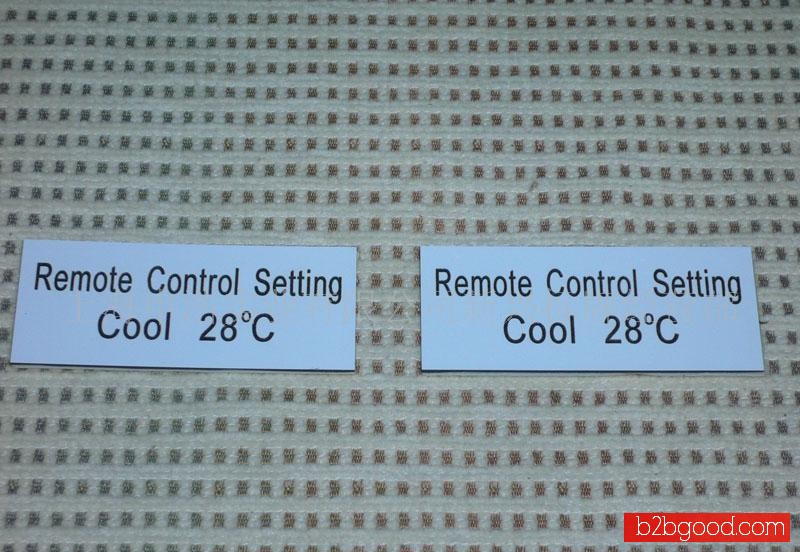 Remote Control Setting
Cool 28°C
Remote Control Setting
Cool 28°C
b2bgood.com